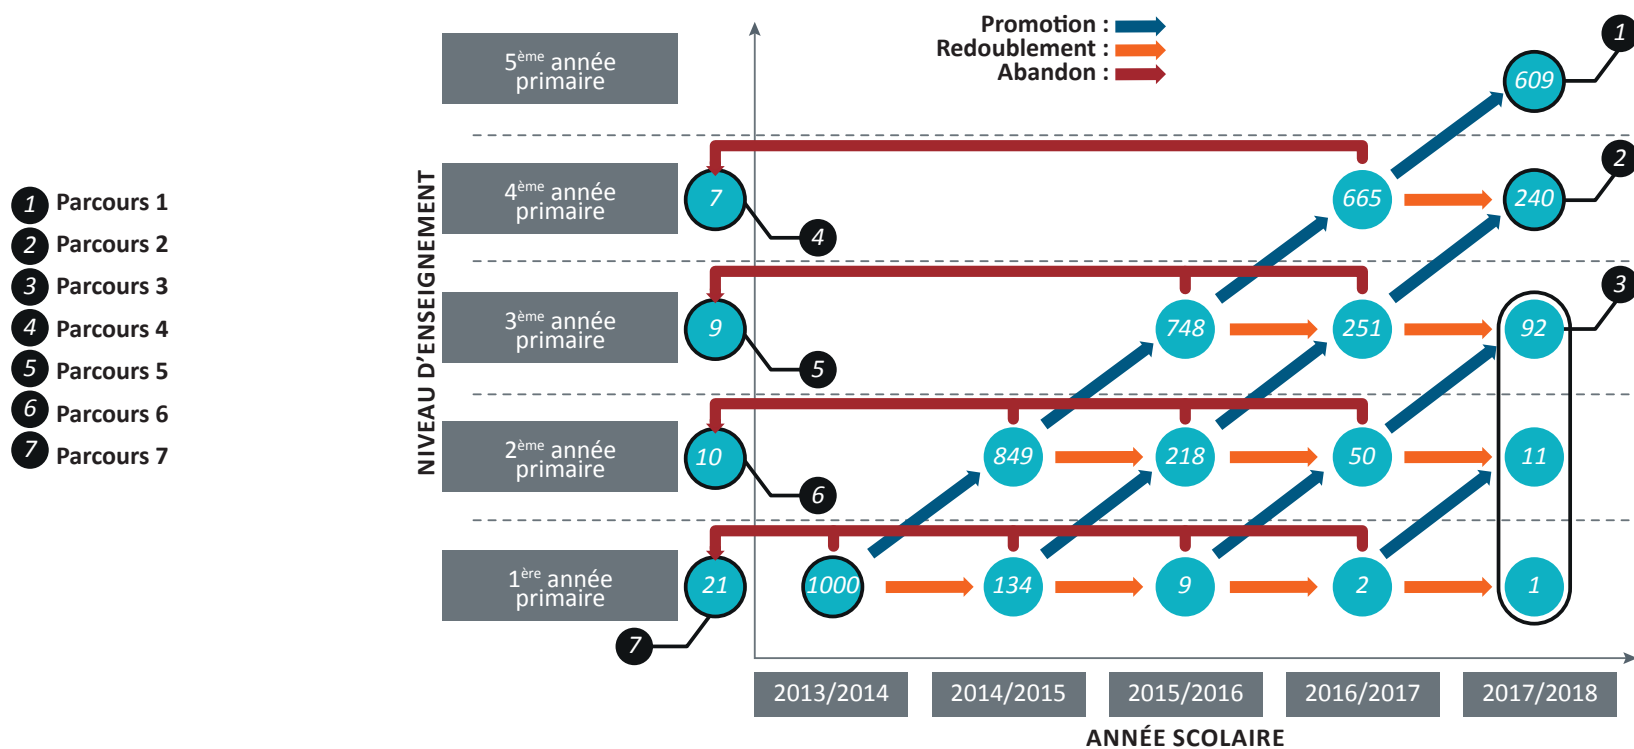 Promotion :
Redoublement :
Abandon :
1 Parcours 1
2 Parcours 2
3 Parcours 3
4 Parcours 4
5 Parcours 5
6 Parcours 6
7 Parcours 7
NIVEAU D'ENSEIGNEMENT
5ème année
primaire
609
1
4ème année
primaire
7
4
665
240
2
3ème année
primaire
9
5
748
251
92
3
2ème année
primaire
10
6
849
218
50
11
1ère année
primaire
21
7
1000
134
9
2
1
2013/2014
2014/2015
2015/2016
2016/2017
2017/2018
ANNÉE SCOLAIRE